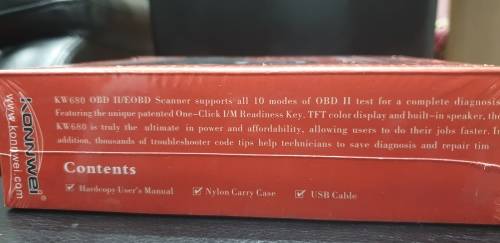 KW680 OBD II/EOBD Scanner supports all 10 modes of OBD II test for a complete diagnosis
Featuring the unique patented One-Click I/M Readiness Key, TFT color display and built-in speaker, the
KW680 is truly the ultimate in power and affordability, allowing users to do their jobs faster. In
addition, thousands of troubleshooter code tips help technicians to save diagnosis and repair tim
Contents
Hardcopy User's Manual
Nylon Carry Case
USB Cable
KONNWEI
www.konnwei.com